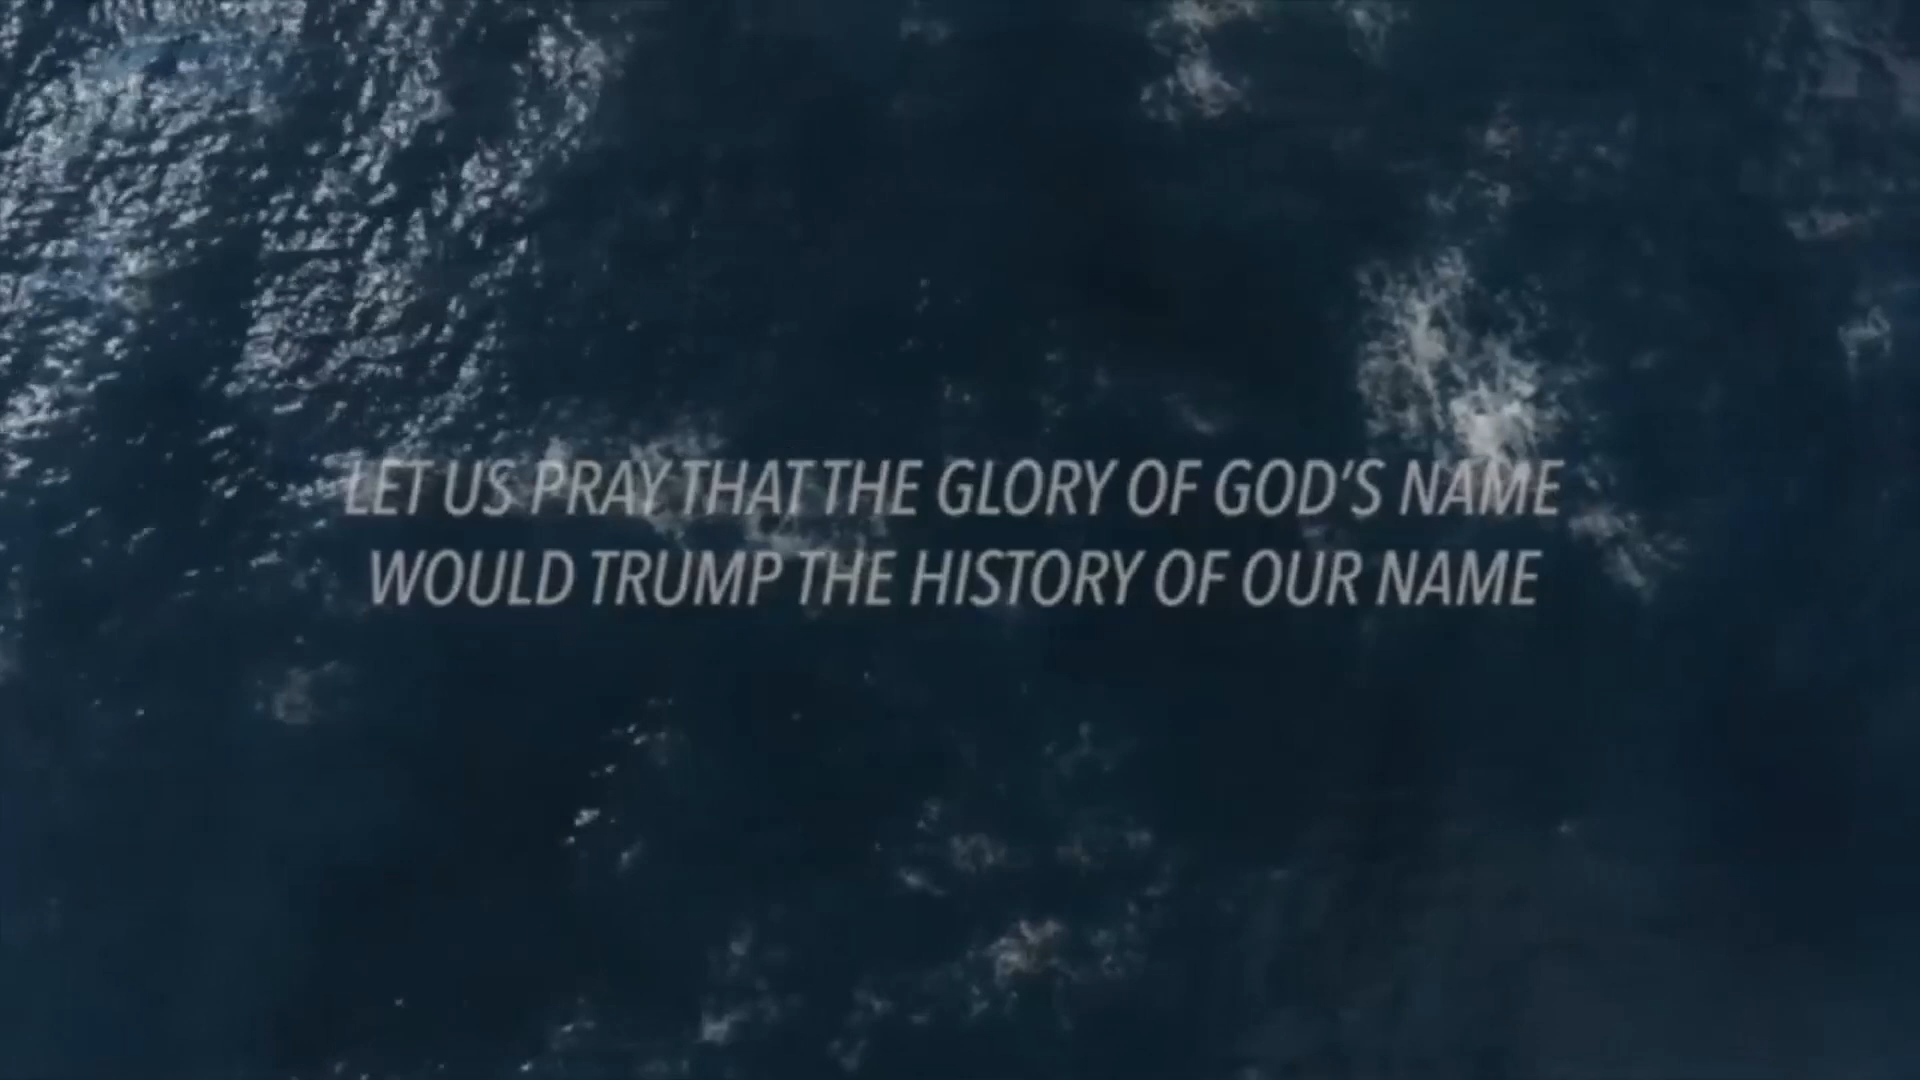 LET US PRAY THAT THE GLORY OF GOD'S NAME
WOULD TRUMP THE HISTORY OF OUR NAME